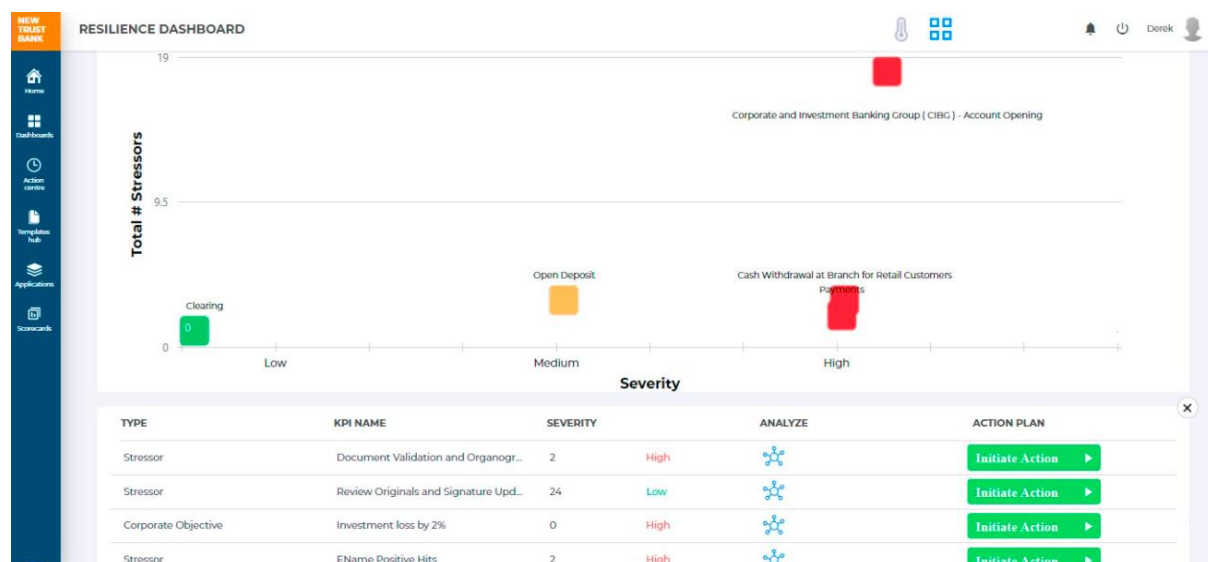 NEW
TRUST
BANK
RESILIENCE DASHBOARD
Derek
Home
Dashboards
Action
centre
Templates
hub
Applications
Scorecards
Total # Stressors
19
9.5
0
Corporate and Investment Banking Group ( CIBG ) - Account Opening
Open Deposit
Cash Withdrawal at Branch for Retail Customers
Payments
Clearing
0
Low Medium High
Severity
TYPE KPI NAME SEVERITY ANALYZE ACTION PLAN
Stressor Document Validation and Organogr... 2 High Initiate Action
Stressor Review Originals and Signature Upd... 24 Low Initiate Action
Corporate Objective Investment loss by 2% 0 High Initiate Action
Stressor EName Positive Hits 2 High Initiate Action